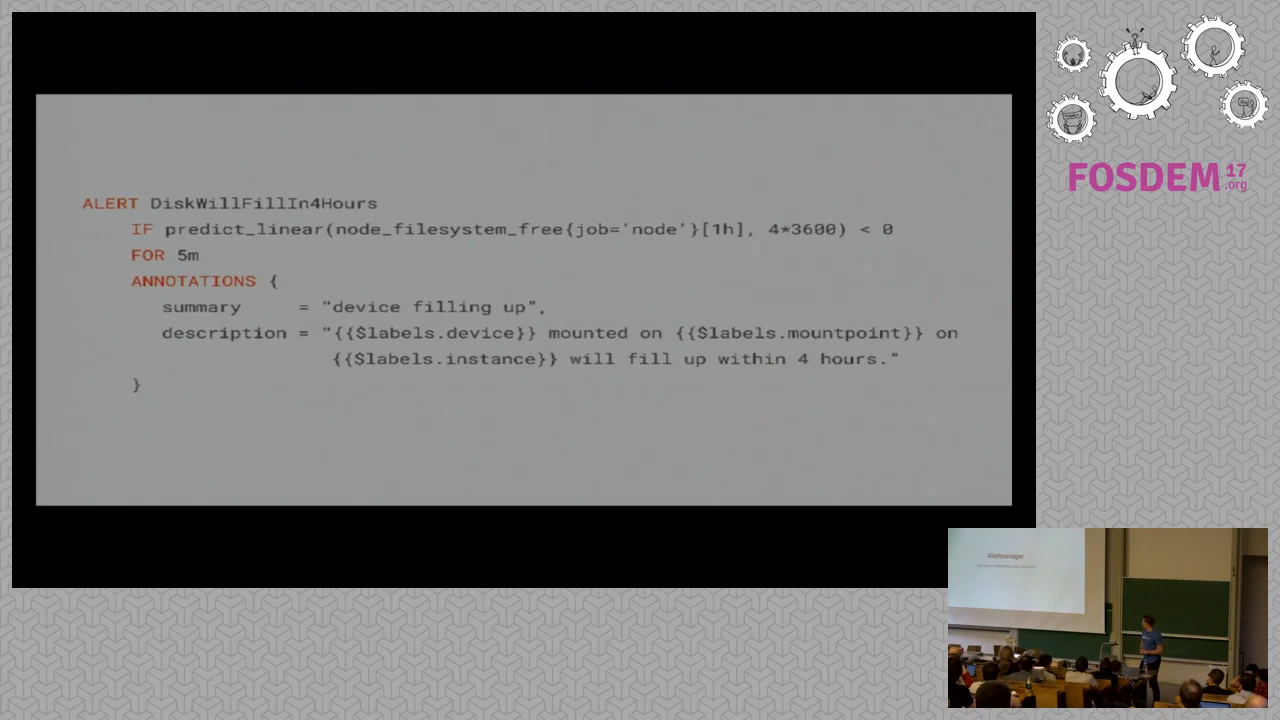 ALERT DiskWillFillIn4Hours
IF predict_linear(node_filesystem_free{job='node'}[1h], 4*3600) < 0
FOR 5m
ANNOTATIONS {
summary = “device filling up”,
description = “{{$labels.device}} mounted on {{$labels.mountpoint}} on
{{$labels.instance}} will fill up within 4 hours.”
}
FOSDEM 17
.org
Alertmanager